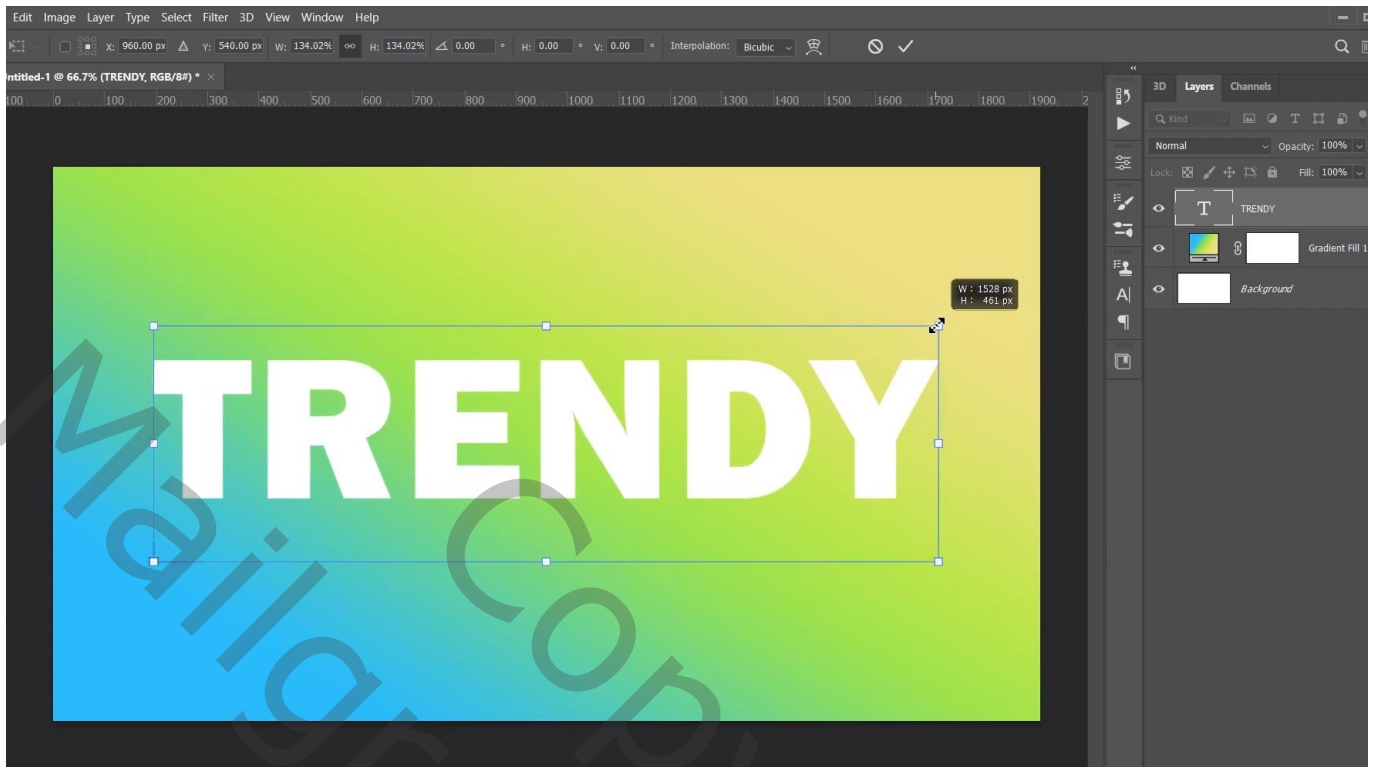 Edit Image Layer Type Select Filter 3D View Window Help
X: 960.00 px Y: 540.00 px W: 134.02% H: 134.02% 0.00 ° H: 0.00 ° V: 0.00 ° Interpolation: Bicubic
ntitled-1 @ 66.7% (TRENDY, RGB/8#) * ×
100 0 100 200 300 400 500 600 700 800 900 1000 1100 1200 1300 1400 1500 1600 1700 1800 1900 2
3D Layers Channels
Kind
Normal Opacity: 100%
Lock: Fill: 100%
T TRENDY
Gradient Fill 1
Background
W: 1528 px
H: 461 px
TRENDY